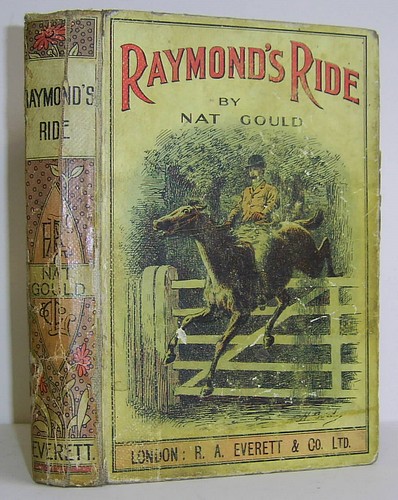 RAYMOND'S RIDE
BY
NAT GOULD
LONDON: R. A. EVERETT & CO. LTD.
RAYMOND'S
RIDE
NAT
GOULD
EVERETT.